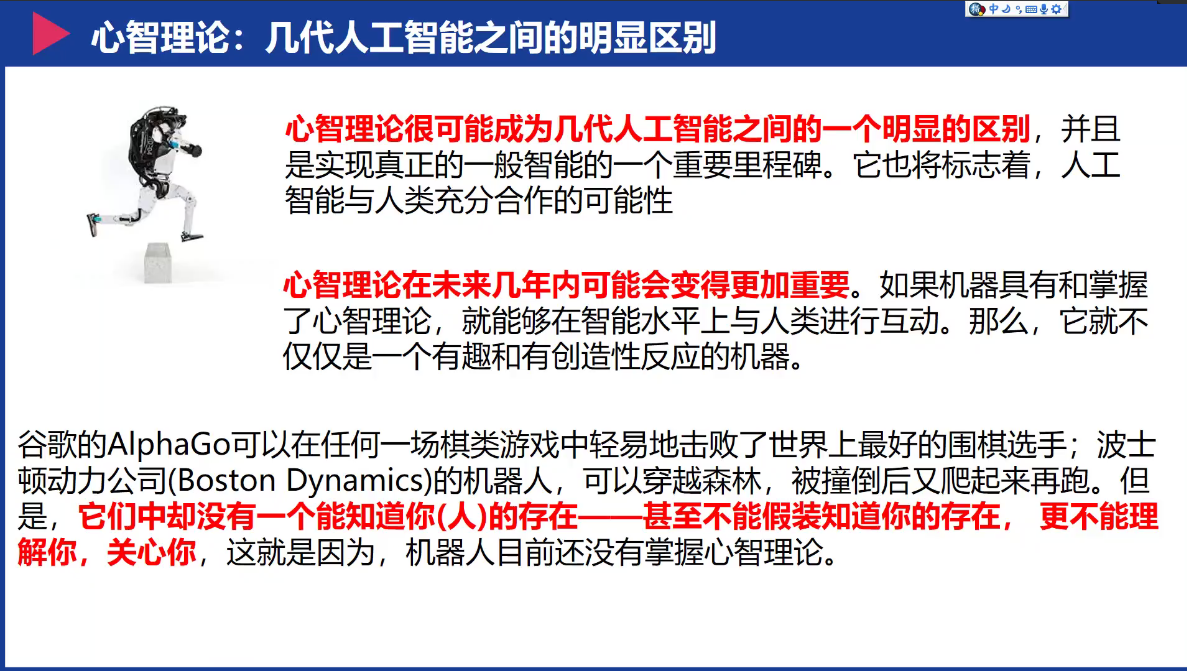 心智理论：几代人工智能之间的明显区别
中
心智理论很可能成为几代人工智能之间的一个明显的区别，并且
是实现真正的一般智能的一个重要里程碑。它也将标志着，人工
智能与人类充分合作的可能性
心智理论在未来几年内可能会变得更加重要。如果机器具有和掌握
了心智理论，就能够在智能水平上与人类进行互动。那么，它就不
仅仅是一个有趣和有创造性反应的机器。
谷歌的AlphaGo可以在任何一场棋类游戏中轻易地击败了世界上最好的围棋选手；波士
顿动力公司(Boston Dynamics)的机器人，可以穿越森林，被撞倒后又爬起来再跑。但
是，它们中却没有一个能知道你(人)的存在——甚至不能假装知道你的存在， 更不能理
解你，关心你，这就是因为，机器人目前还没有掌握心智理论。